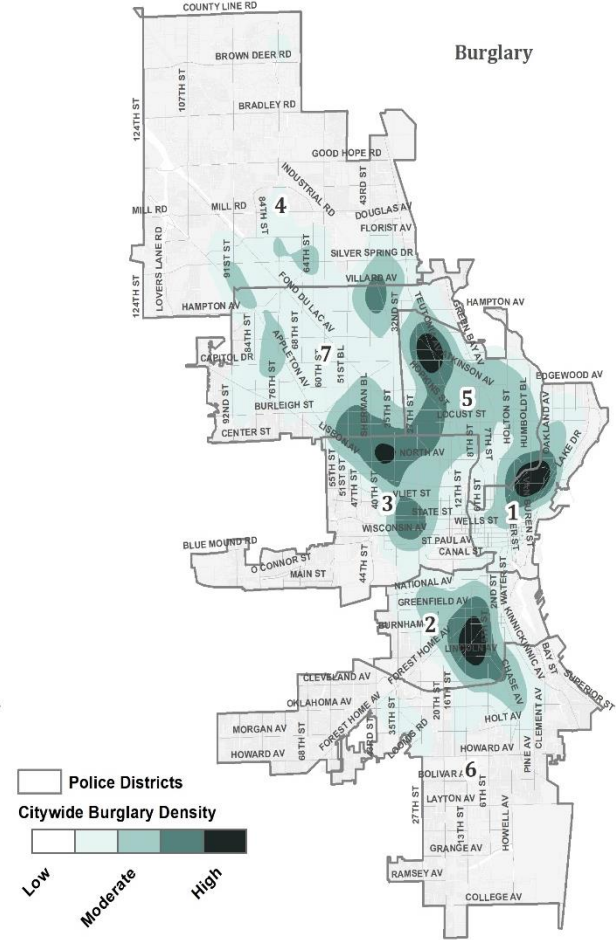 COUNTY LINE RD
Burglary
BROWN DEER RD
107TH ST
124TH ST
BRADLEY RD
GOOD HOPE RD
INDUSTRIAL RD
43RD ST
84TH ST
4
MILL RD
MILL RD
DOUGLAS AV
FLORIST AV
LOVERS LANE RD
91ST ST
64TH ST
SILVER SPRING DR
VILLARD AV
124TH ST
HAMPTON AV
FOND DU LAC AV
32ND ST
GREEN BAY AV
HAMPTON AV
84TH ST
68TH ST
7
CAPITOL DR
APPLETON AV
60TH ST
51ST BL
ATKINSON AV
EDGEWOOD AV
76TH ST
HOPKINS ST
5
92ND ST
BURLEIGH ST
SHERMAN BL
35TH ST
27TH ST
LOCUST ST
HOLTON ST
HUMBOLDT BL
OAKLAND AV
CENTER ST
LISBON AV
8TH ST
7TH ST
LAKE DR
NORTH AV
55TH ST
51ST ST
47TH ST
40TH ST
VLIET ST
12TH ST
6TH ST
3
STATE ST
WELLS ST
1
WISCONSIN AV
ST PAUL AV
BLUE MOUND RD
CANAL ST
O CONNOR ST
MAIN ST
44TH ST
NATIONAL AV
2ND ST
WATER ST
GREENFIELD AV
2
BURNHAM
KINNICKINNIC AV
LINCOLN AV
BAY ST
FOREST HOME AV
CLEVELAND AV
CHASE AV
SUPERIOR ST
OKLAHOMA AV
FOREST HOME AV
35TH ST
20TH ST
16TH ST
HOLT AV
CLEMENT AV
MORGAN AV
68TH ST
HOWARD AV
HOWARD AV
6
PINE AV
Police Districts
27TH ST
LAYTON AV
6TH ST
Citywide Burglary Density
13TH ST
HOWELL AV
GRANGE AV
RAMSEY AV
Low
Moderate
High
COLLEGE AV